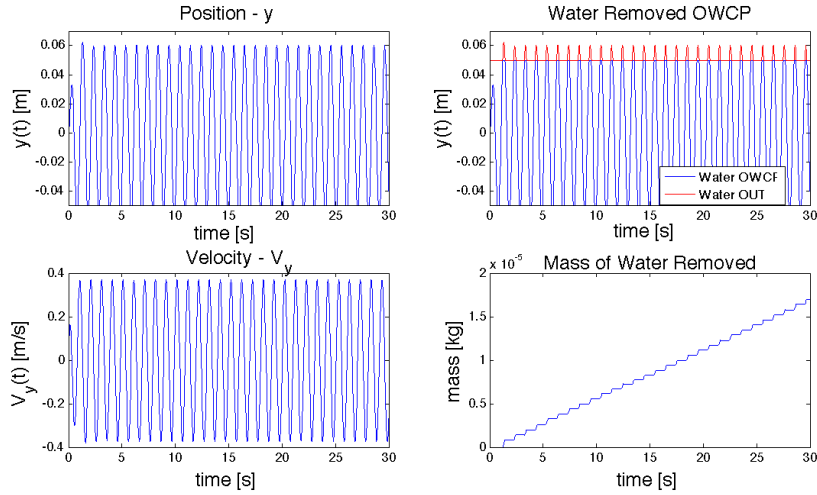 Position - y
y(t) [m]
0.06
0.04
0.02
0
-0.02
-0.04
0 5 10 15 20 25 30
time [s]
Water Removed OWCP
y(t) [m]
0.06
0.04
0.02
0
-0.02
-0.04
Water OWCP
Water OUT
0 5 10 15 20 25 30
time [s]
Velocity - Vy
Vy(t) [m/s]
0.4
0.2
0
-0.2
-0.4
0 5 10 15 20 25 30
time [s]
Mass of Water Removed
x 10-5
mass [kg]
2
1.5
1
0.5
0
0 5 10 15 20 25 30
time [s]